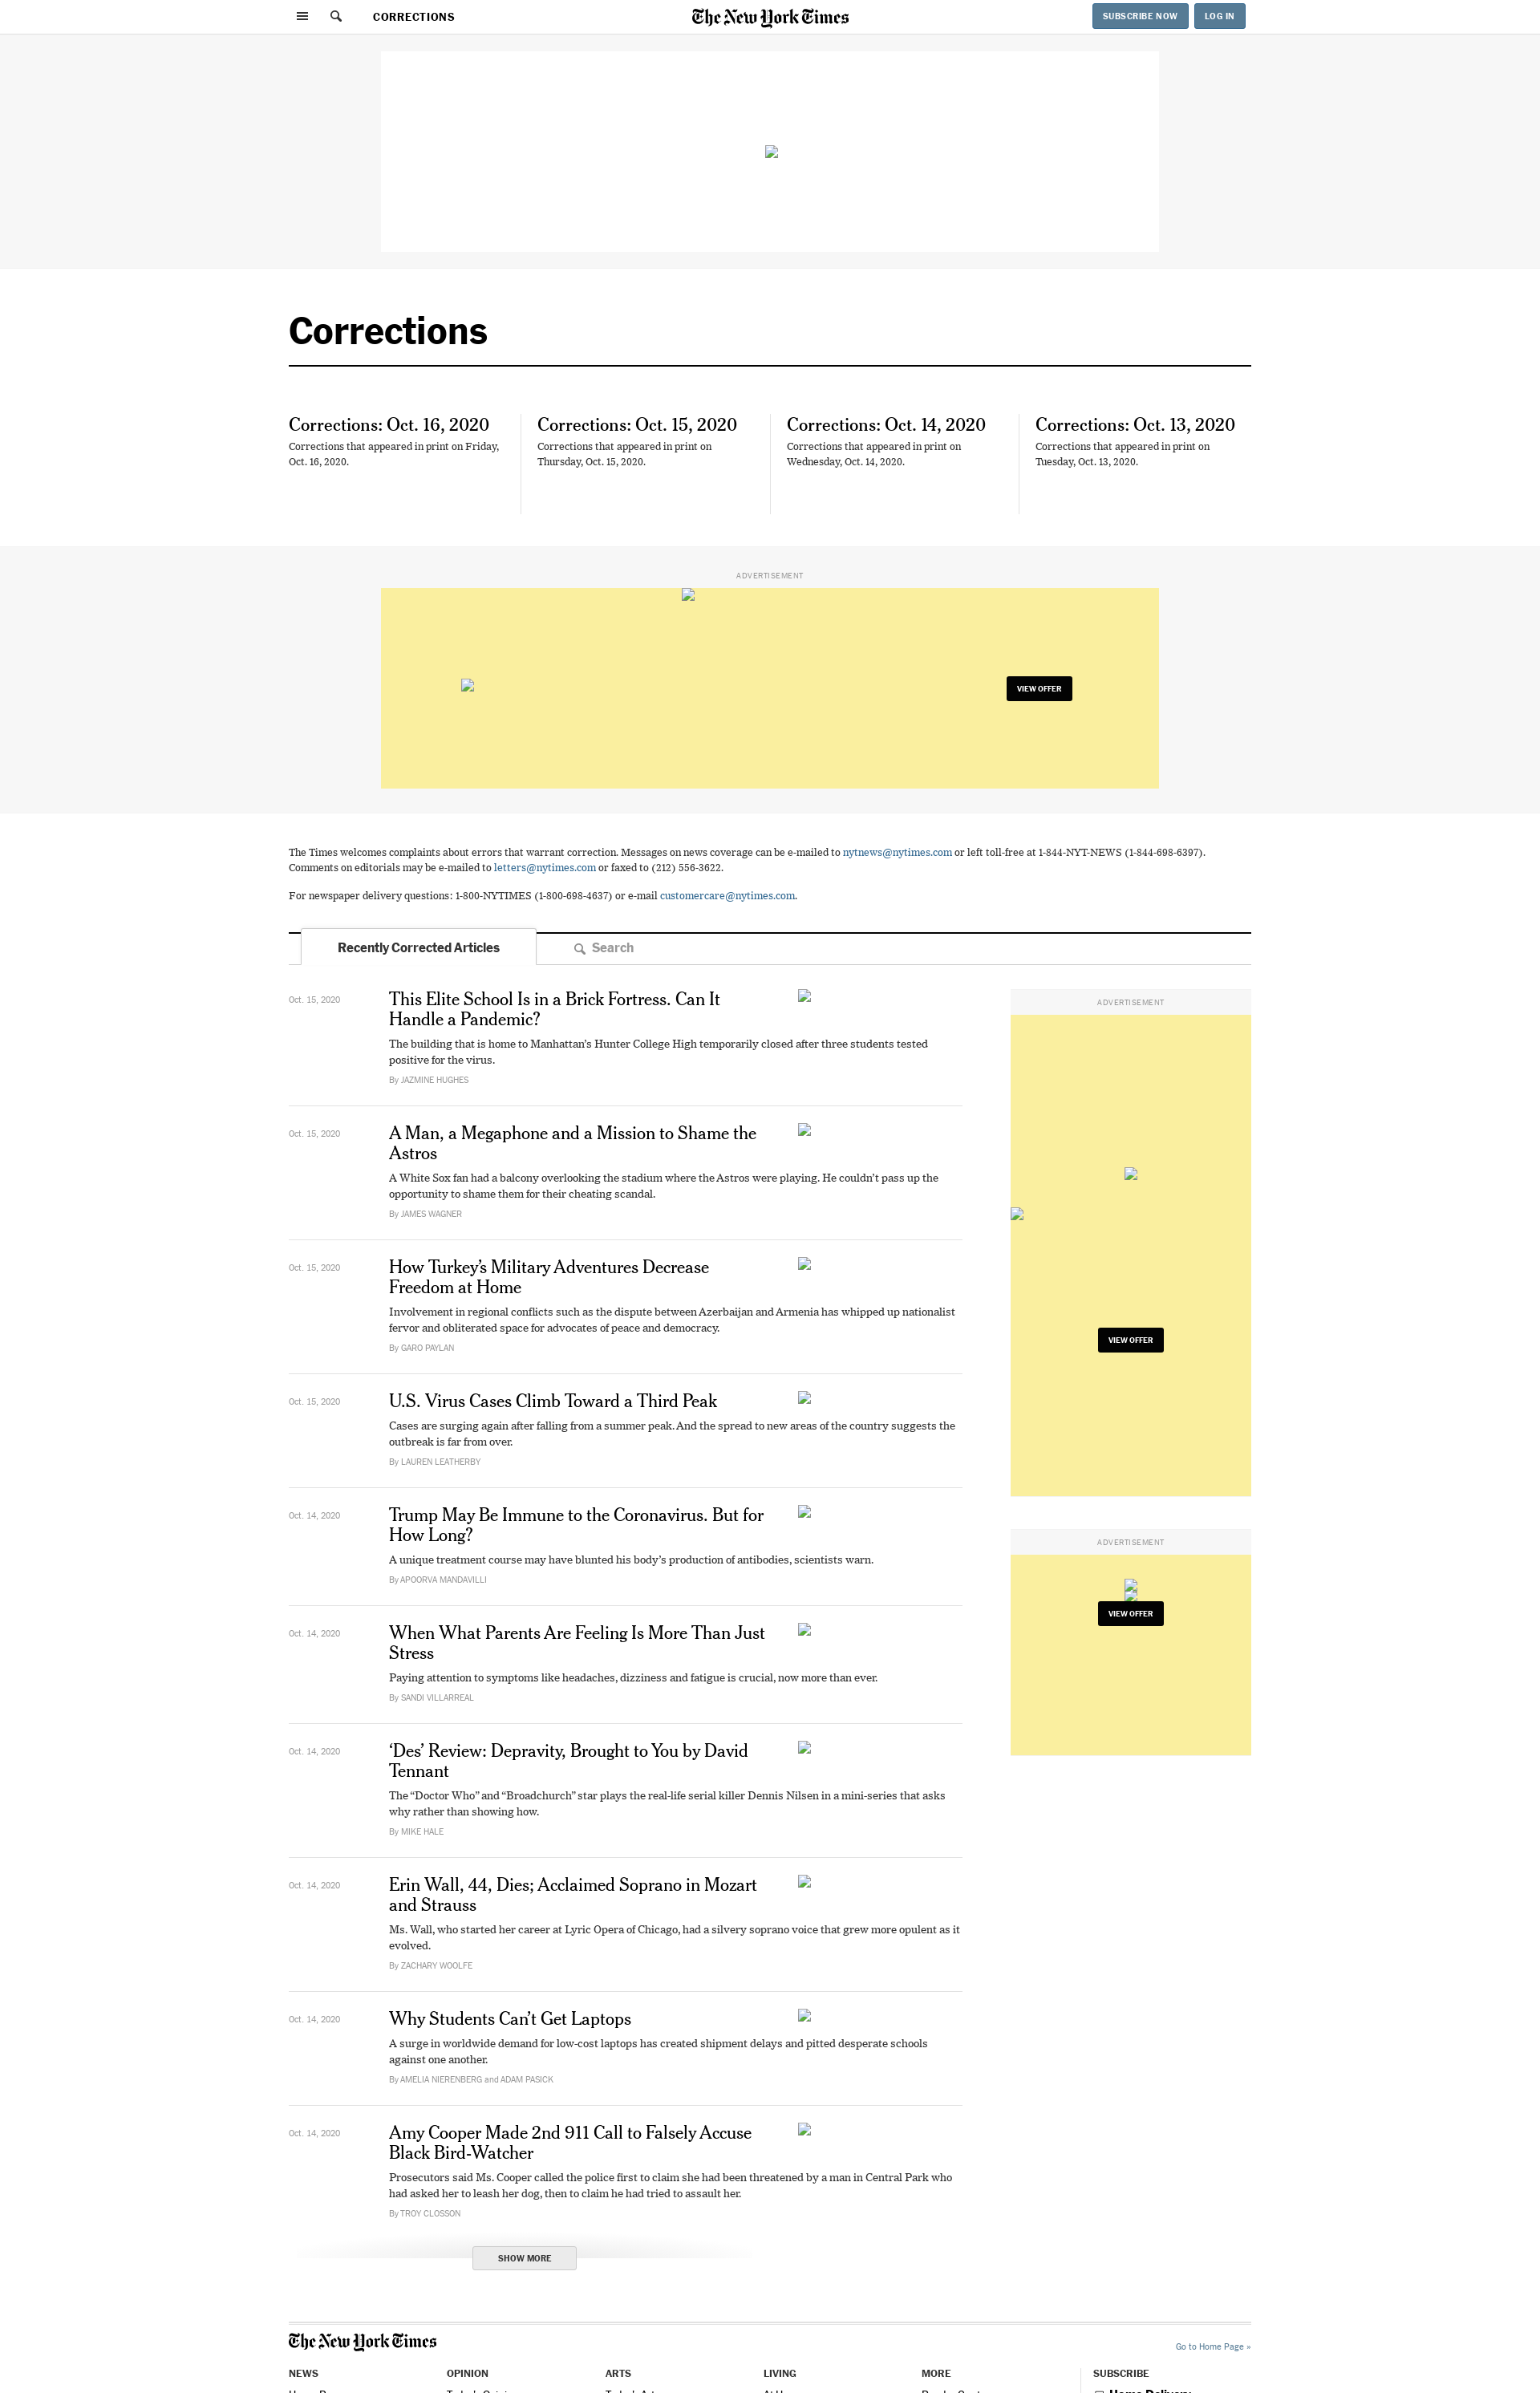 CORRECTIONS
The New York Times
SUBSCRIBE NOW
LOG IN
Corrections
Corrections: Oct. 16, 2020
Corrections that appeared in print on Friday,
Oct. 16, 2020.
Corrections: Oct. 15, 2020
Corrections that appeared in print on
Thursday, Oct. 15, 2020.
Corrections: Oct. 14, 2020
Corrections that appeared in print on
Wednesday, Oct. 14, 2020.
Corrections: Oct. 13, 2020
Corrections that appeared in print on
Tuesday, Oct. 13, 2020.
ADVERTISEMENT
VIEW OFFER
The Times welcomes complaints about errors that warrant correction. Messages on news coverage can be e-mailed to nytnews@nytimes.com or left toll-free at 1-844-NYT-NEWS (1-844-698-6397).
Comments on editorials may be e-mailed to letters@nytimes.com or faxed to (212) 556-3622.
For newspaper delivery questions: 1-800-NYTIMES (1-800-698-4637) or e-mail customercare@nytimes.com.
Recently Corrected Articles
Search
Oct. 15, 2020
This Elite School Is in a Brick Fortress. Can It
Handle a Pandemic?
The building that is home to Manhattan’s Hunter College High temporarily closed after three students tested
positive for the virus.
By JAZMINE HUGHES
Oct. 15, 2020
A Man, a Megaphone and a Mission to Shame the
Astros
A White Sox fan had a balcony overlooking the stadium where the Astros were playing. He couldn’t pass up the
opportunity to shame them for their cheating scandal.
By JAMES WAGNER
Oct. 15, 2020
How Turkey’s Military Adventures Decrease
Freedom at Home
Involvement in regional conflicts such as the dispute between Azerbaijan and Armenia has whipped up nationalist
fervor and obliterated space for advocates of peace and democracy.
By GARO PAYLAN
Oct. 15, 2020
U.S. Virus Cases Climb Toward a Third Peak
Cases are surging again after falling from a summer peak. And the spread to new areas of the country suggests the
outbreak is far from over.
By LAUREN LEATHERBY
Oct. 14, 2020
Trump May Be Immune to the Coronavirus. But for
How Long?
A unique treatment course may have blunted his body’s production of antibodies, scientists warn.
By APOORVA MANDAVILLI
Oct. 14, 2020
When What Parents Are Feeling Is More Than Just
Stress
Paying attention to symptoms like headaches, dizziness and fatigue is crucial, now more than ever.
By SANDI VILLARREAL
Oct. 14, 2020
‘Des’ Review: Depravity, Brought to You by David
Tennant
The “Doctor Who” and “Broadchurch” star plays the real-life serial killer Dennis Nilsen in a mini-series that asks
why rather than showing how.
By MIKE HALE
Oct. 14, 2020
Erin Wall, 44, Dies; Acclaimed Soprano in Mozart
and Strauss
Ms. Wall, who started her career at Lyric Opera of Chicago, had a silvery soprano voice that grew more opulent as it
evolved.
By ZACHARY WOOLFE
Oct. 14, 2020
Why Students Can’t Get Laptops
A surge in worldwide demand for low-cost laptops has created shipment delays and pitted desperate schools
against one another.
By AMELIA NIERENBERG and ADAM PASICK
Oct. 14, 2020
Amy Cooper Made 2nd 911 Call to Falsely Accuse
Black Bird-Watcher
Prosecutors said Ms. Cooper called the police first to claim she had been threatened by a man in Central Park who
had asked her to leash her dog, then to claim he had tried to assault her.
By TROY CLOSSON
SHOW MORE
ADVERTISEMENT
VIEW OFFER
ADVERTISEMENT
VIEW OFFER
The New York Times
Go to Home Page »
NEWS
OPINION
ARTS
LIVING
MORE
SUBSCRIBE
Home Delivery